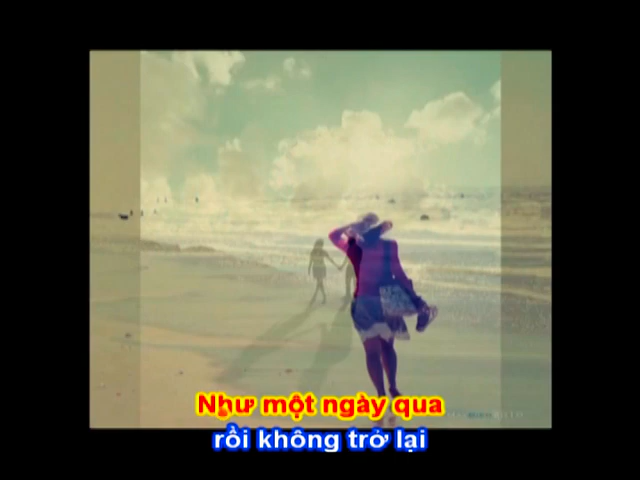 Như một ngày qua
rồi không trở lại